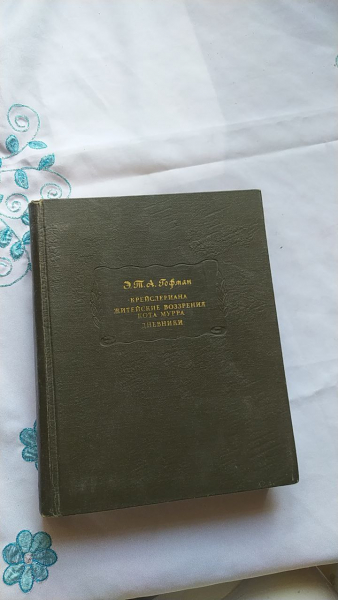 Э. Т. А. Гофман
КРЕЙСЛЕРИАНА
ЖИТЕЙСКИЕ ВОЗЗРЕНИЯ
КОТА МУРРА
ДНЕВНИКИ